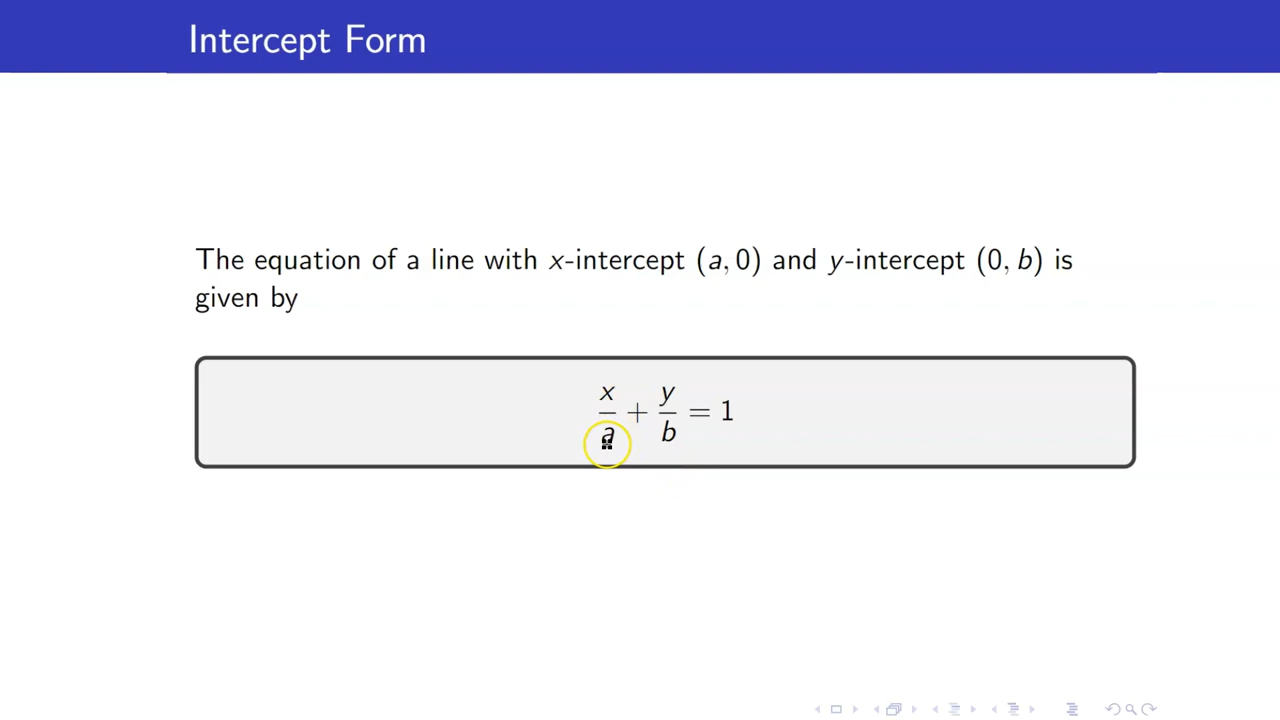 Intercept Form
The equation of a line with x-intercept (a, 0) and y-intercept (0, b) is
given by
x/a + y/b = 1